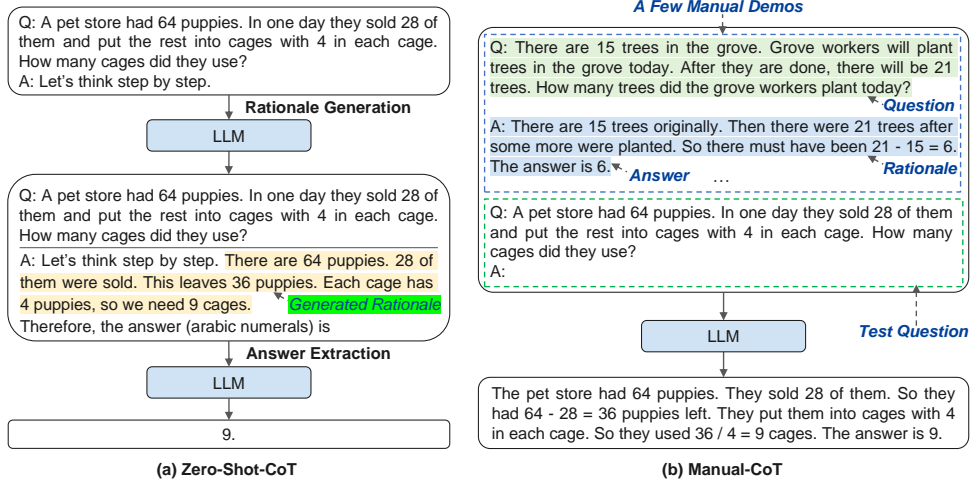 Q: A pet store had 64 puppies. In one day they sold 28 of
them and put the rest into cages with 4 in each cage.
How many cages did they use?
A: Let's think step by step.
Rationale Generation
LLM
Q: A pet store had 64 puppies. In one day they sold 28 of
them and put the rest into cages with 4 in each cage.
How many cages did they use?
A: Let's think step by step. There are 64 puppies. 28 of
them were sold. This leaves 36 puppies. Each cage has
4 puppies, so we need 9 cages.
Generated Rationale
Therefore, the answer (arabic numerals) is
Answer Extraction
LLM
9.
(a) Zero-Shot-CoT
A Few Manual Demos
Q: There are 15 trees in the grove. Grove workers will plant
trees in the grove today. After they are done, there will be 21
trees. How many trees did the grove workers plant today?
Question
A: There are 15 trees originally. Then there were 21 trees after
some more were planted. So there must have been 21 - 15 = 6.
The answer is 6.
Answer
...
Rationale
Q: A pet store had 64 puppies. In one day they sold 28 of them
and put the rest into cages with 4 in each cage. How many
cages did they use?
A:
Test Question
LLM
The pet store had 64 puppies. They sold 28 of them. So they
had 64 - 28 = 36 puppies left. They put them into cages with 4
in each cage. So they used 36 / 4 = 9 cages. The answer is 9.
(b) Manual-CoT